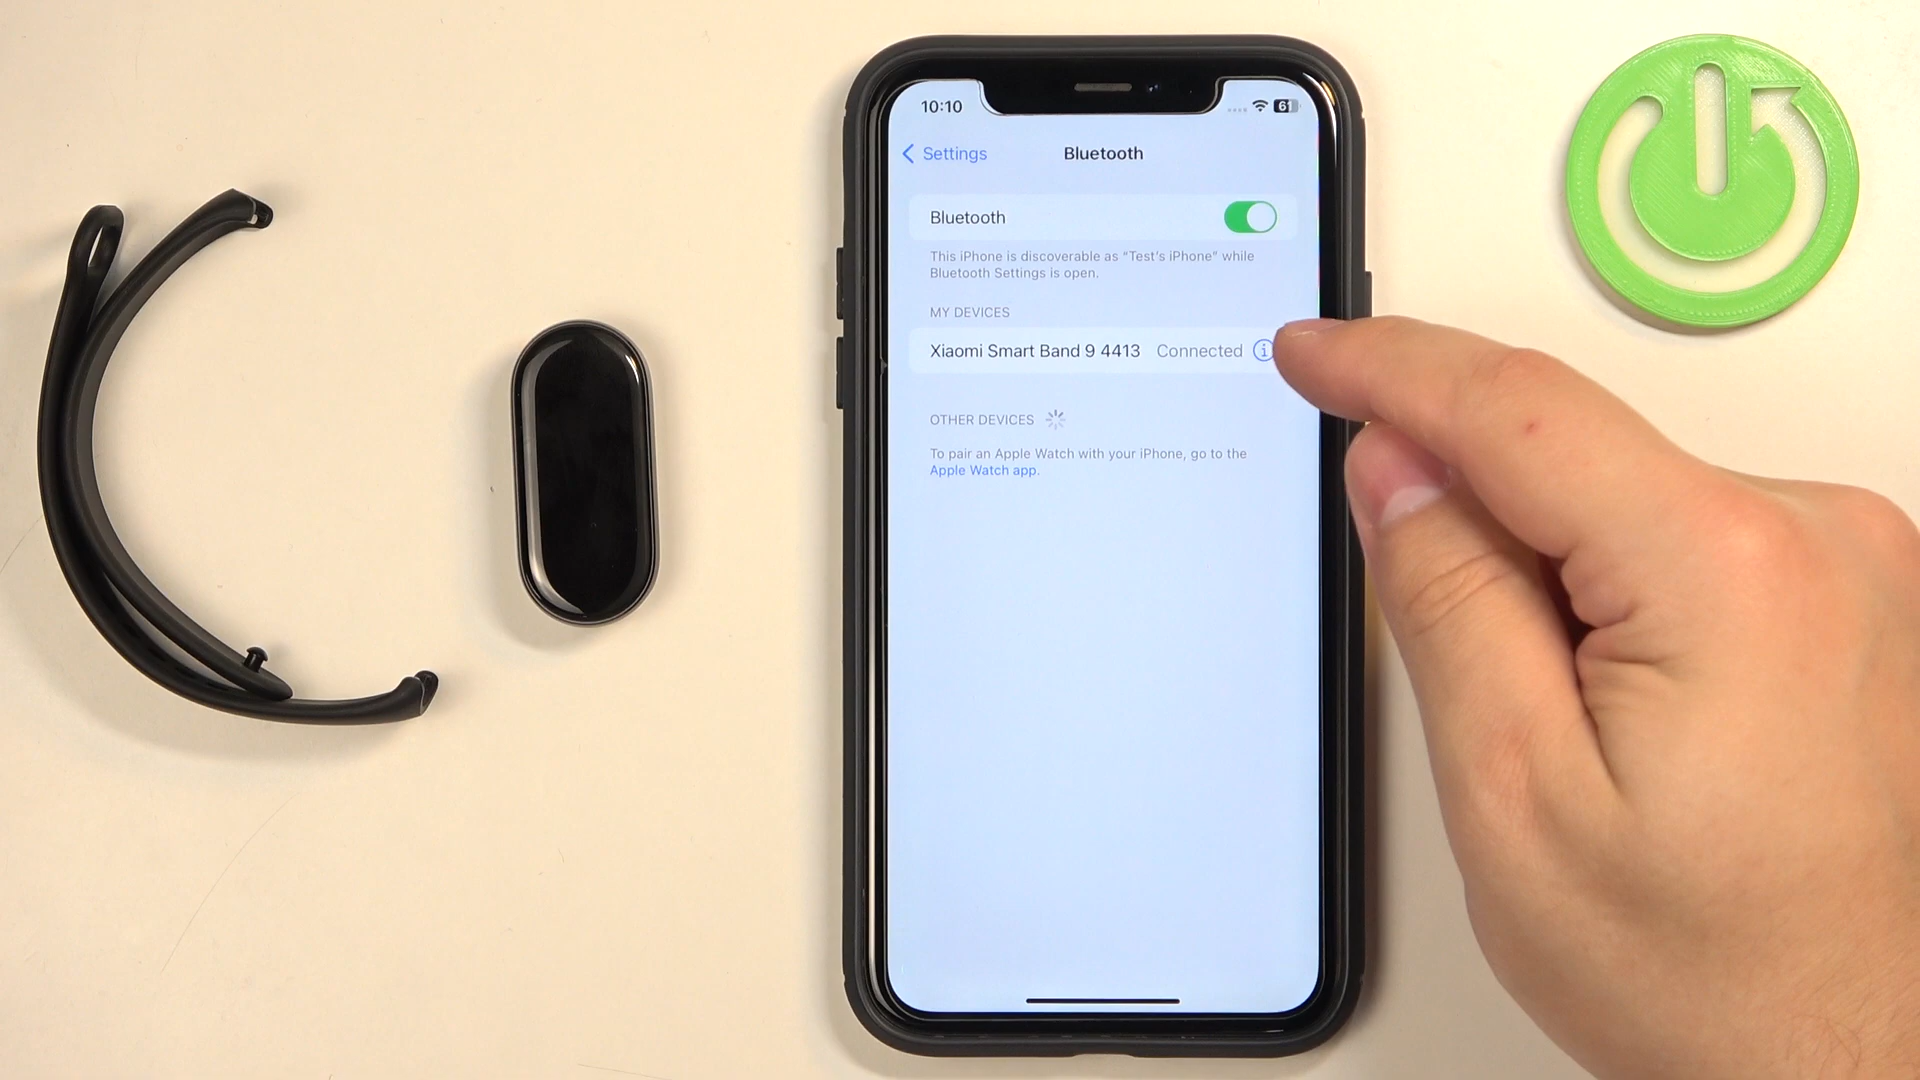 10:10
61
Settings
Bluetooth
Bluetooth
This iPhone is discoverable as “Test's iPhone” while
Bluetooth Settings is open.
MY DEVICES
Xiaomi Smart Band 9 4413 Connected
OTHER DEVICES
To pair an Apple Watch with your iPhone, go to the
Apple Watch app.